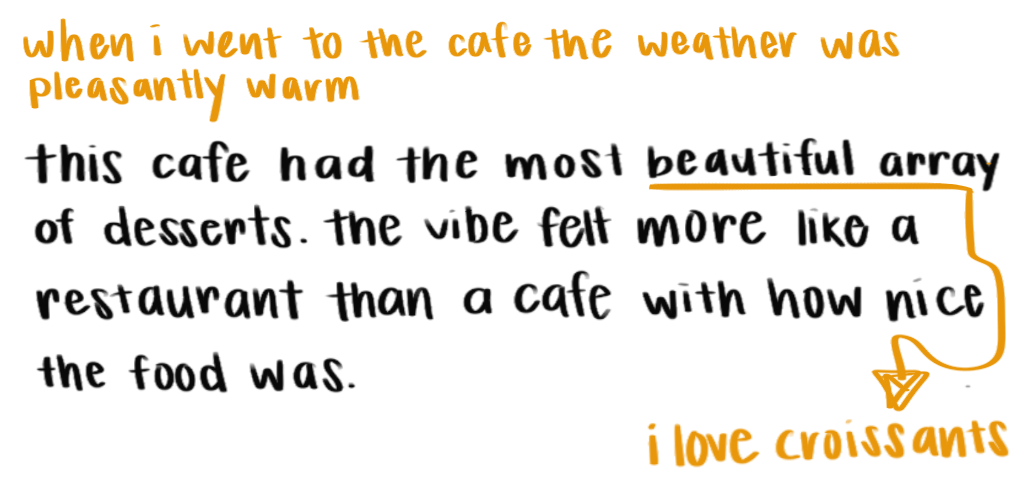 when i went to the cafe the weather was
pleasantly warm
this cafe had the most beautiful array
of desserts. the vibe felt more like a
restaurant than a cafe with how nice
the food was.
i love croissants